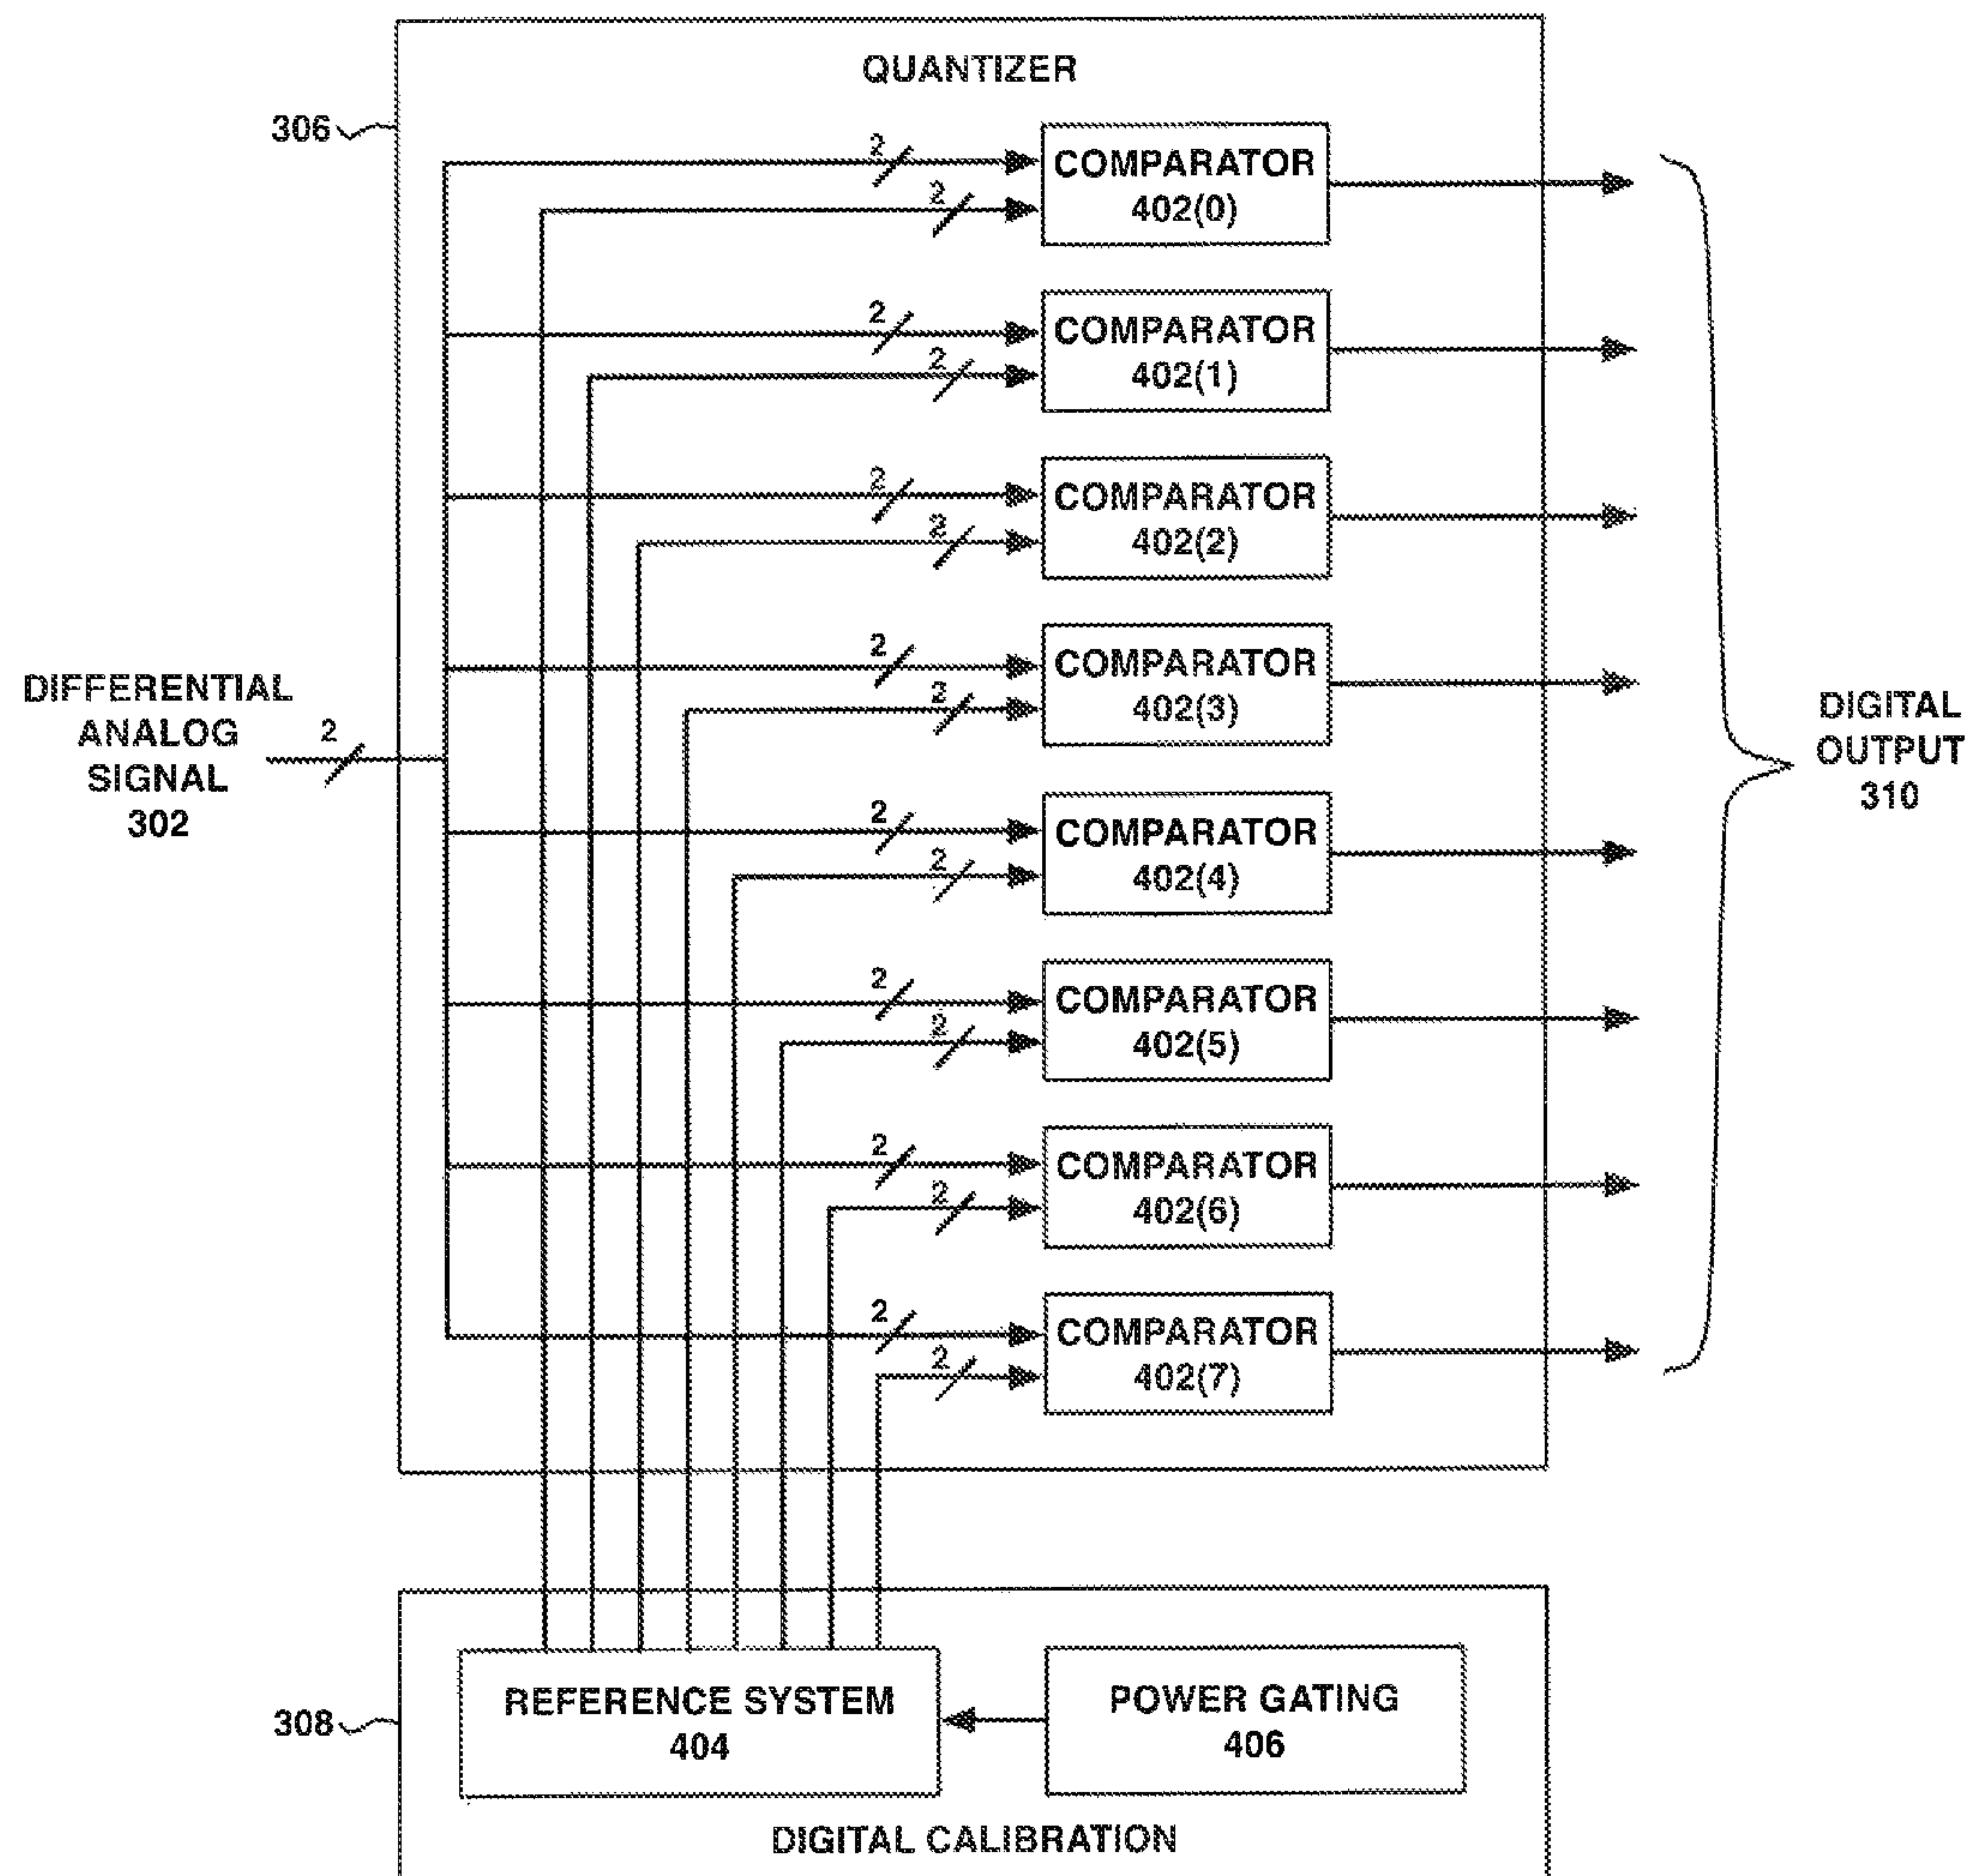 QUANTIZER
306
2
COMPARATOR
402(0)
2
2
COMPARATOR
402(1)
2
2
COMPARATOR
402(2)
2
2
COMPARATOR
402(3)
2
DIFFERENTIAL
ANALOG
SIGNAL
302
2
DIGITAL
OUTPUT
310
2
COMPARATOR
402(4)
2
2
COMPARATOR
402(5)
2
2
COMPARATOR
402(6)
2
2
COMPARATOR
402(7)
2
308
REFERENCE SYSTEM
404
POWER GATING
406
DIGITAL CALIBRATION